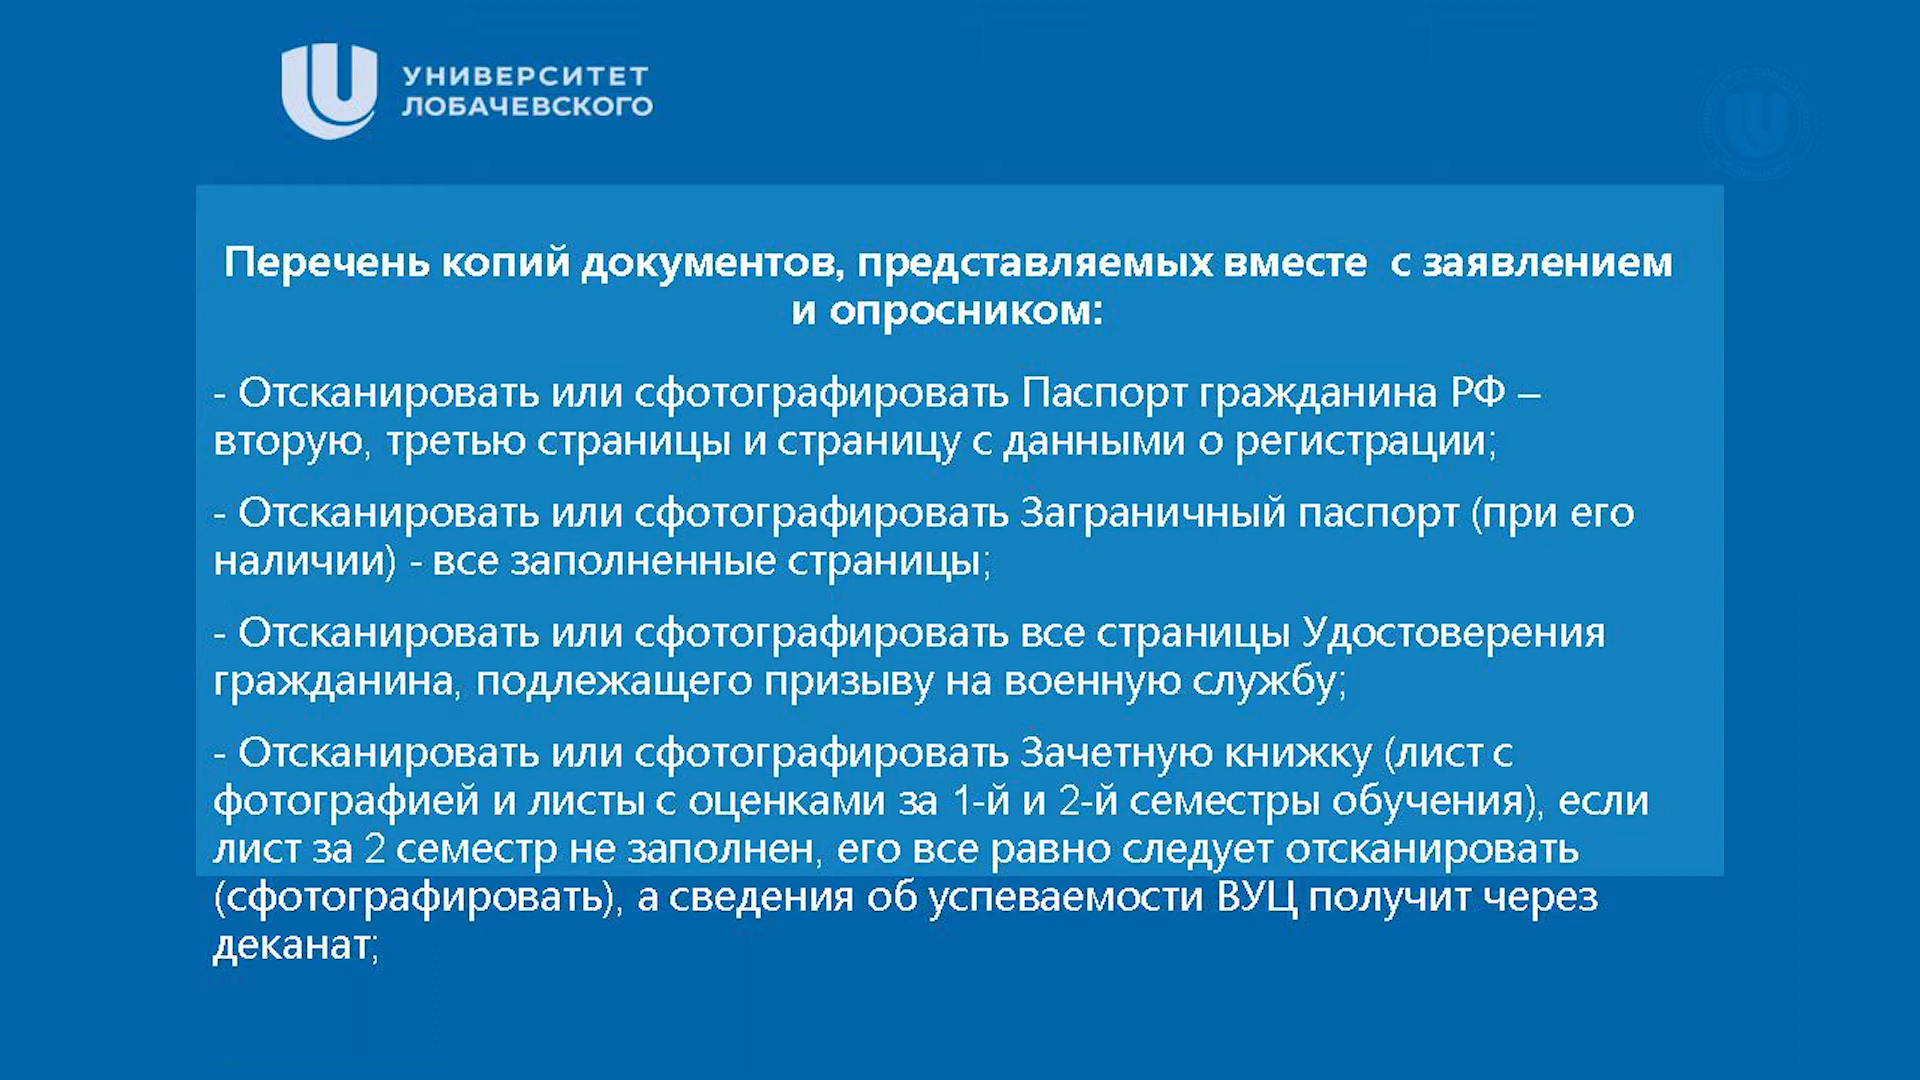 УНИВЕРСИТЕТ
ЛОБАЧЕВСКОГО
Перечень копий документов, представляемых вместе с заявлением
и опросником:
- Отсканировать или сфотографировать Паспорт гражданина РФ –
вторую, третью страницы и страницу с данными о регистрации;
- Отсканировать или сфотографировать Заграничный паспорт (при его
наличии) - все заполненные страницы;
- Отсканировать или сфотографировать все страницы Удостоверения
гражданина, подлежащего призыву на военную службу;
- Отсканировать или сфотографировать Зачетную книжку (лист с
фотографией и листы с оценками за 1-й и 2-й семестры обучения), если
лист за 2 семестр не заполнен, его все равно следует отсканировать
(сфотографировать), а сведения об успеваемости ВУЦ получит через
деканат;